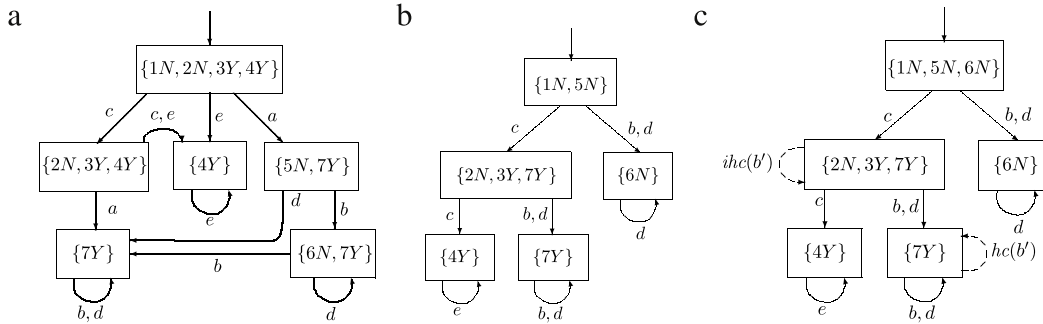 a
{1N, 2N, 3Y, 4Y}
c
c, e
e
a
{2N, 3Y, 4Y}
{4Y}
{5N, 7Y}
e
a
d
b
{7Y}
b
{6N, 7Y}
b, d
d
b
{1N, 5N}
c
b, d
{2N, 3Y, 7Y}
{6N}
d
c
b, d
{4Y}
{7Y}
e
b, d
c
{1N, 5N, 6N}
c
b, d
ihc(b′)
{2N, 3Y, 7Y}
{6N}
d
c
b, d
{4Y}
{7Y}
hc(b′)
e
b, d